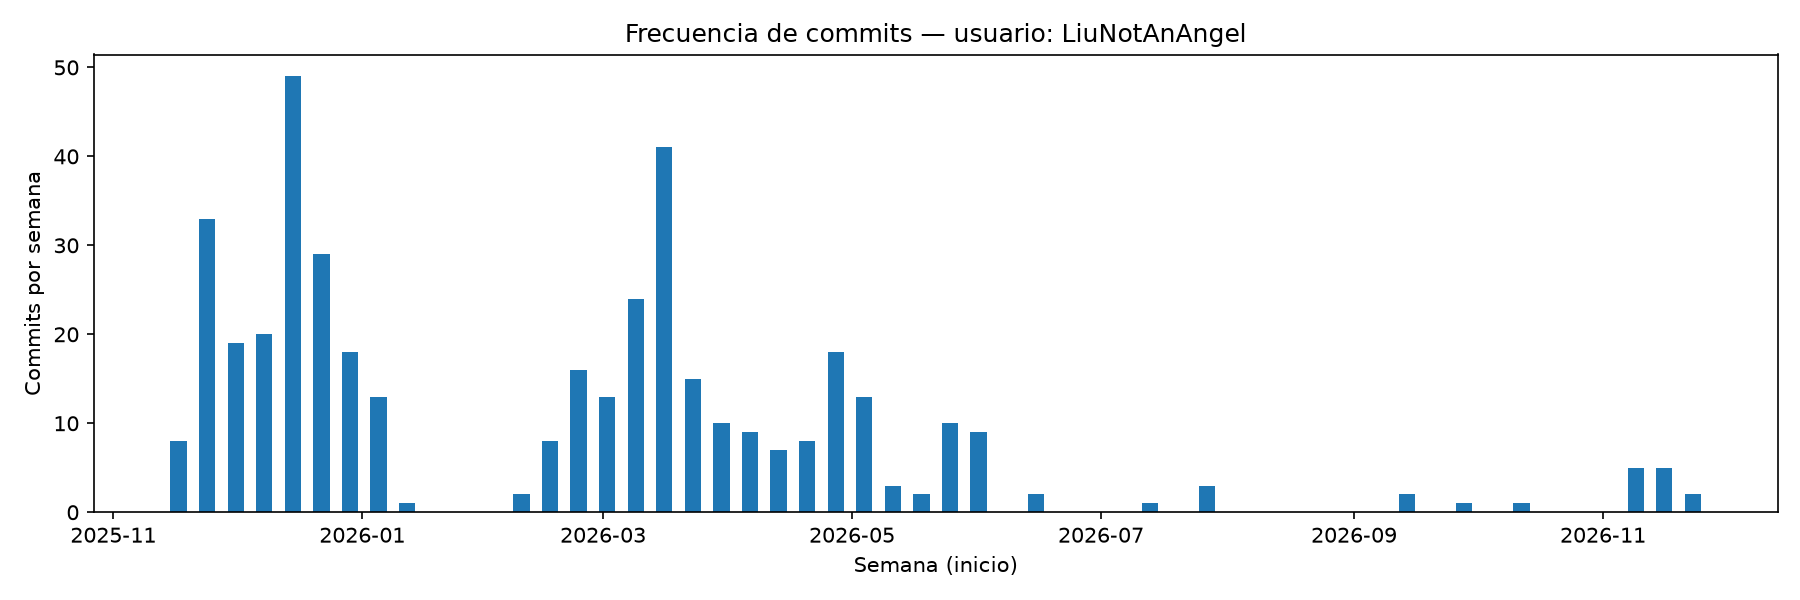 Frecuencia de commits — usuario: LiuNotAnAngel
Commits por semana
50
40
30
20
10
0
2025-11 2026-01 2026-03 2026-05 2026-07 2026-09 2026-11
Semana (inicio)